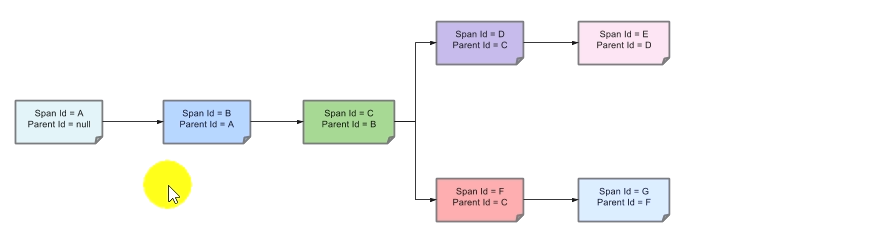 Span Id = A
Parent Id = null
Span Id = B
Parent Id = A
Span Id = C
Parent Id = B
Span Id = D
Parent Id = C
Span Id = E
Parent Id = D
Span Id = F
Parent Id = C
Span Id = G
Parent Id = F